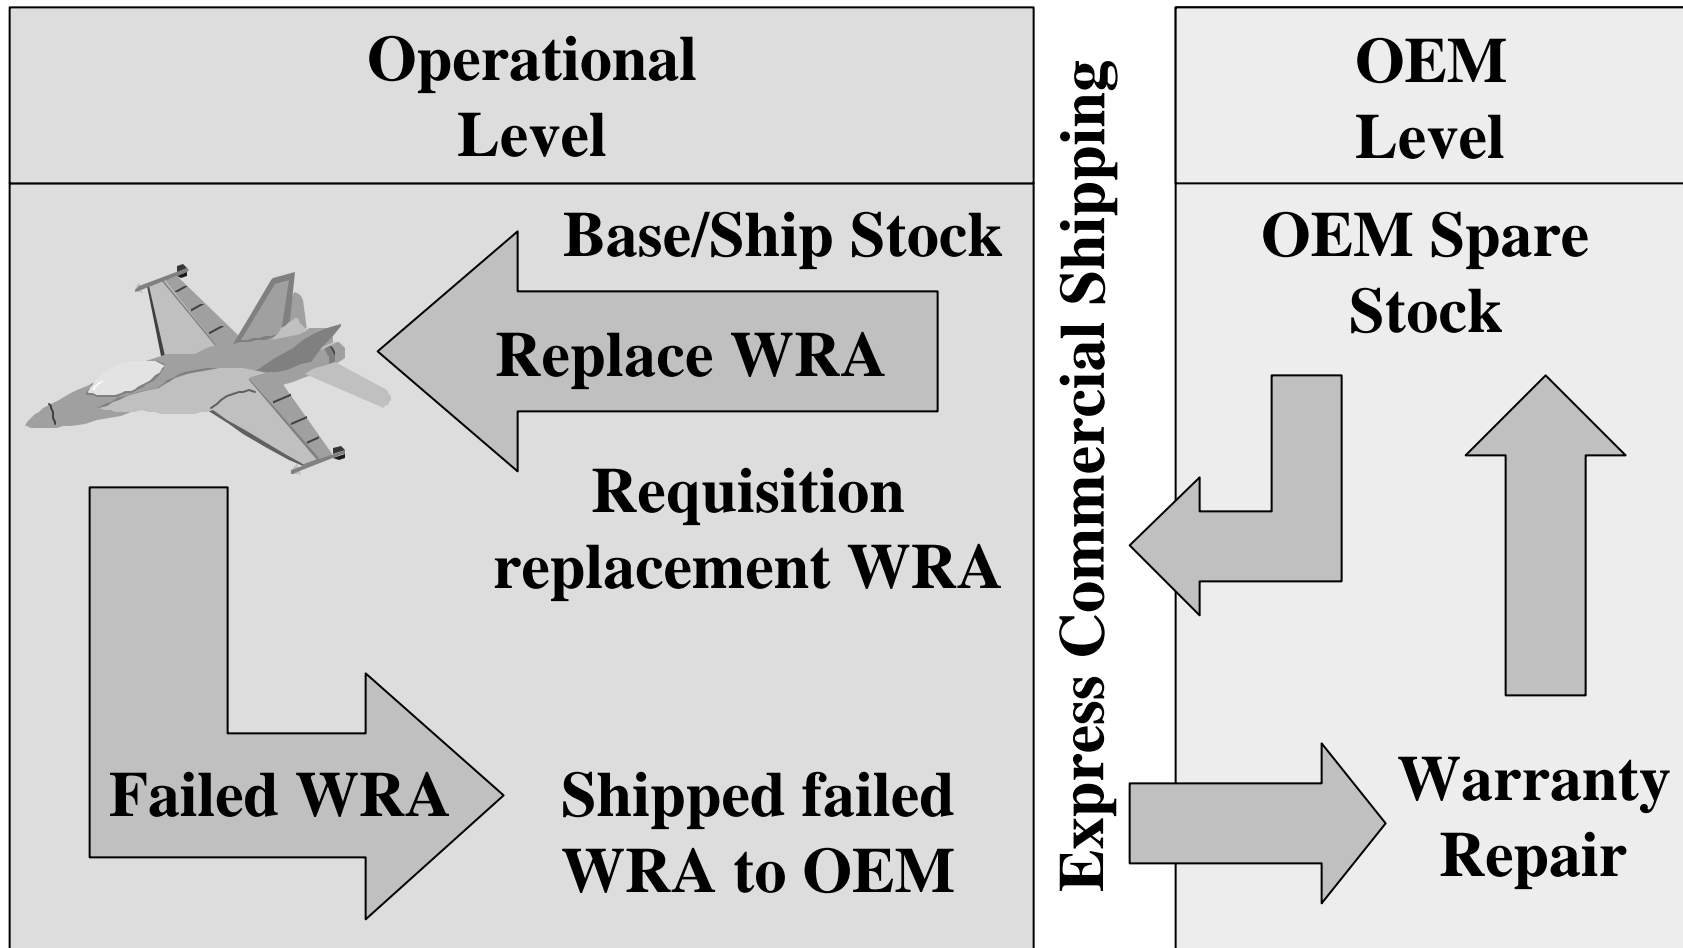 Operational
Level
Base/Ship Stock
Replace WRA
Requisition
replacement WRA
Failed WRA
Shipped failed
WRA to OEM
Express Commercial Shipping
OEM
Level
OEM Spare
Stock
Warranty
Repair